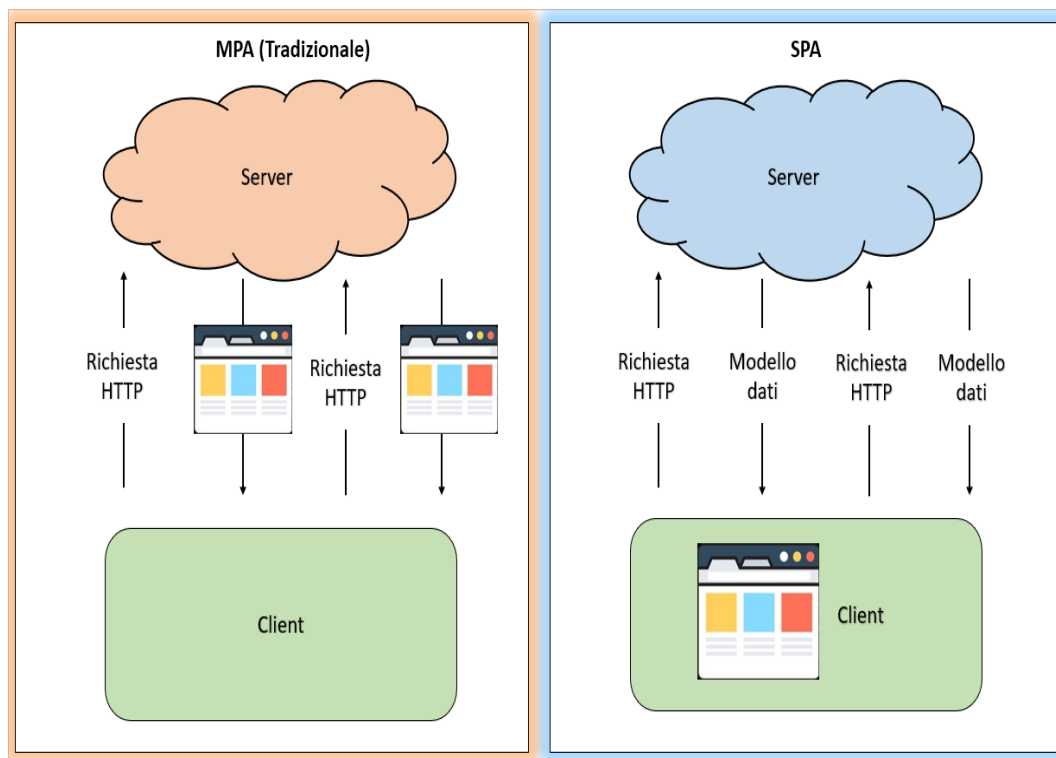 MPA (Tradizionale)
Server
Richiesta
HTTP
Richiesta
HTTP
Client
SPA
Server
Richiesta
HTTP
Modello
dati
Richiesta
HTTP
Modello
dati
Client